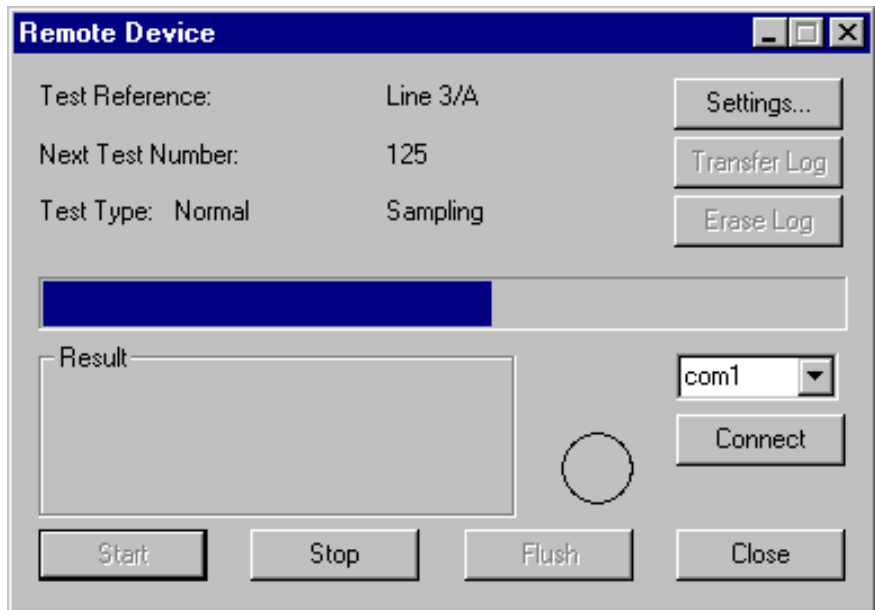 Remote Device
Test Reference: Line 3/A
Settings...
Next Test Number: 125
Transfer Log
Test Type: Normal Sampling
Erase Log
Result
com1
Connect
Start
Stop
Flush
Close